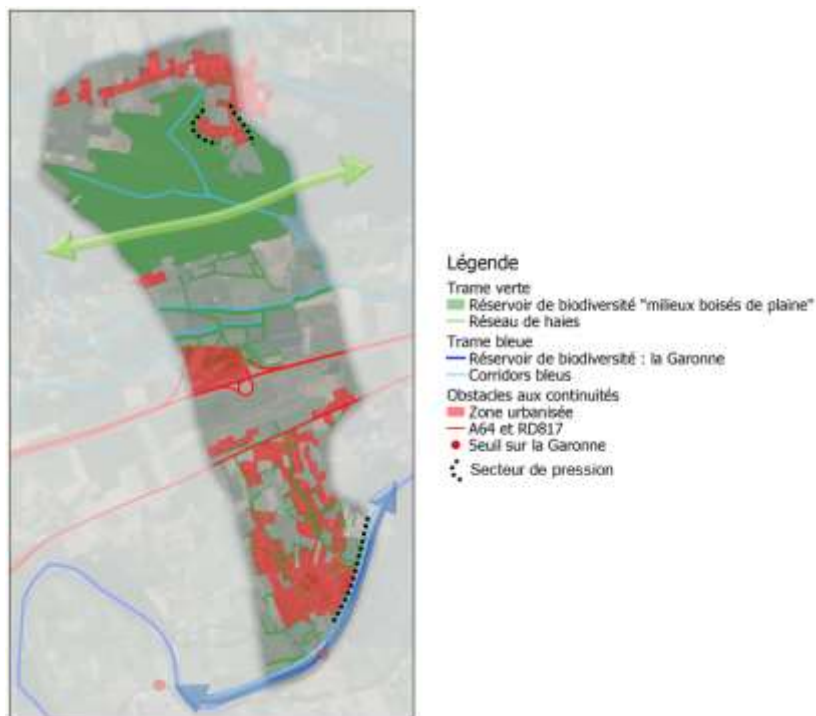 Légende
Trame verte
Réservoir de biodiversité "milieux boisés de plaine"
Réseau de haies
Trame bleue
Réservoir de biodiversité : la Garonne
Corridors bleus
Obstacles aux continuités
Zone urbanisée
A64 et RD817
Seuil sur la Garonne
Secteur de pression